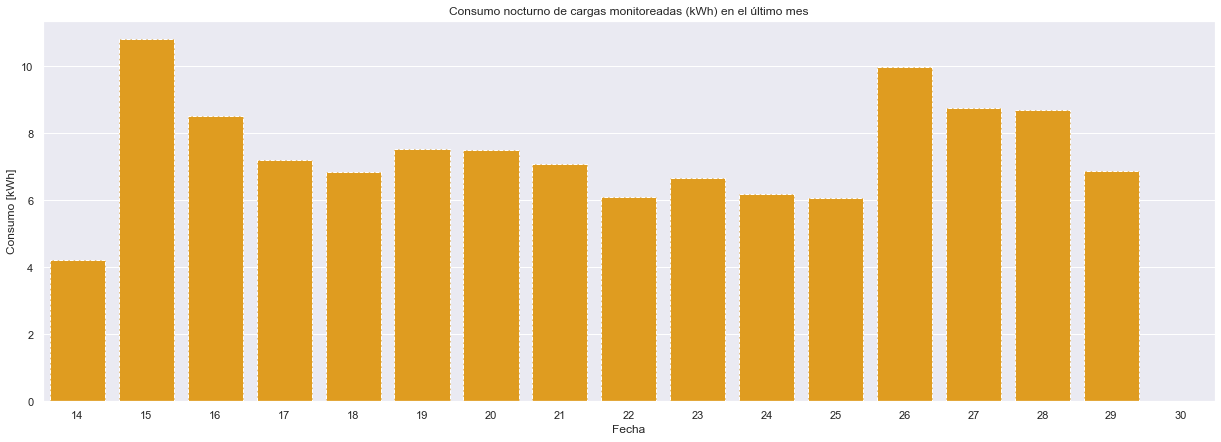 Consumo nocturno de cargas monitoreadas (kWh) en el último mes
Consumo [kWh]
10
8
6
4
2
0
14 15 16 17 18 19 20 21 22 23 24 25 26 27 28 29 30
Fecha